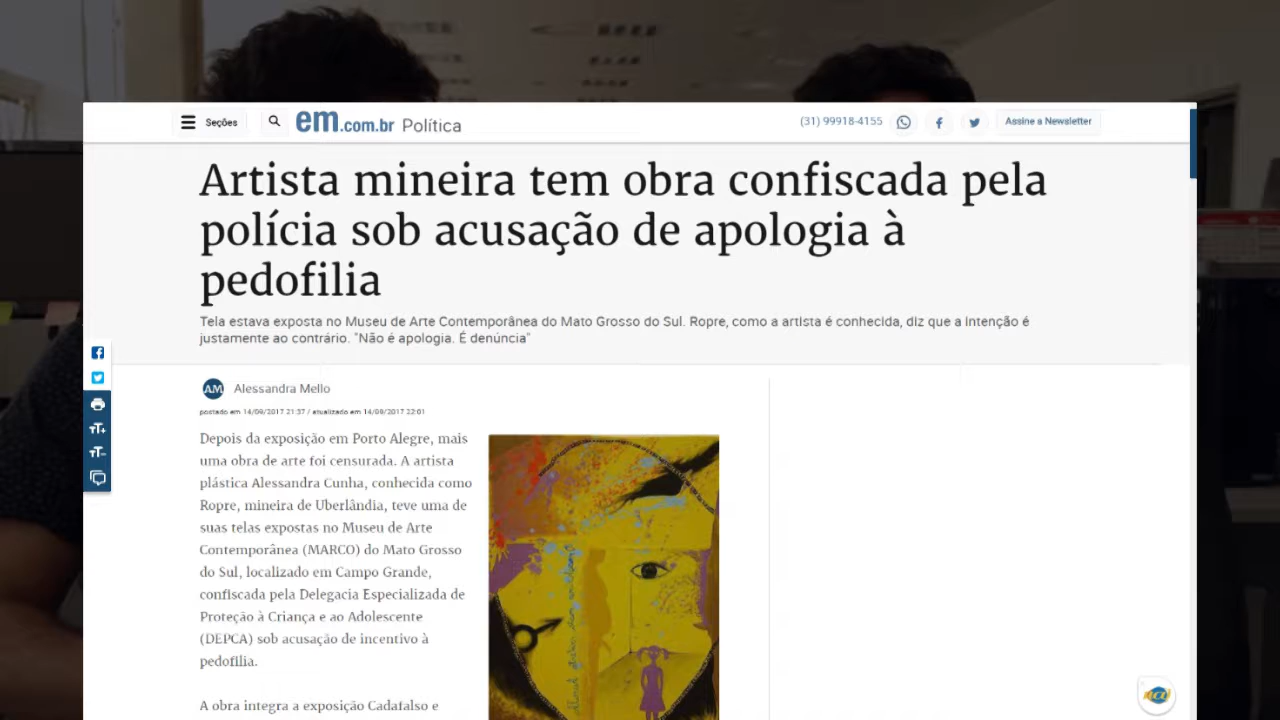 Seções
em.com.br Política
(31) 99918-4155
Assine a Newsletter
Artista mineira tem obra confiscada pela
polícia sob acusação de apologia à
pedofilia
Tela estava exposta no Museu de Arte Contemporânea do Mato Grosso do Sul. Ropre, como a artista é conhecida, diz que a intenção é
justamente ao contrário. "Não é apologia. É denúncia"
AM Alessandra Mello
postado em 14/09/2017 21:37 / atualizado em 14/09/2017 22:01
Depois da exposição em Porto Alegre, mais
uma obra de arte foi censurada. A artista
plástica Alessandra Cunha, conhecida como
Ropre, mineira de Uberlândia, teve uma de
suas telas expostas no Museu de Arte
Contemporânea (MARCO) do Mato Grosso
do Sul, localizado em Campo Grande,
confiscada pela Delegacia Especializada de
Proteção à Criança e ao Adolescente
(DEPCA) sob acusação de incentivo à
pedofilia.
A obra integra a exposição Cadafalso e
TT+
TT-